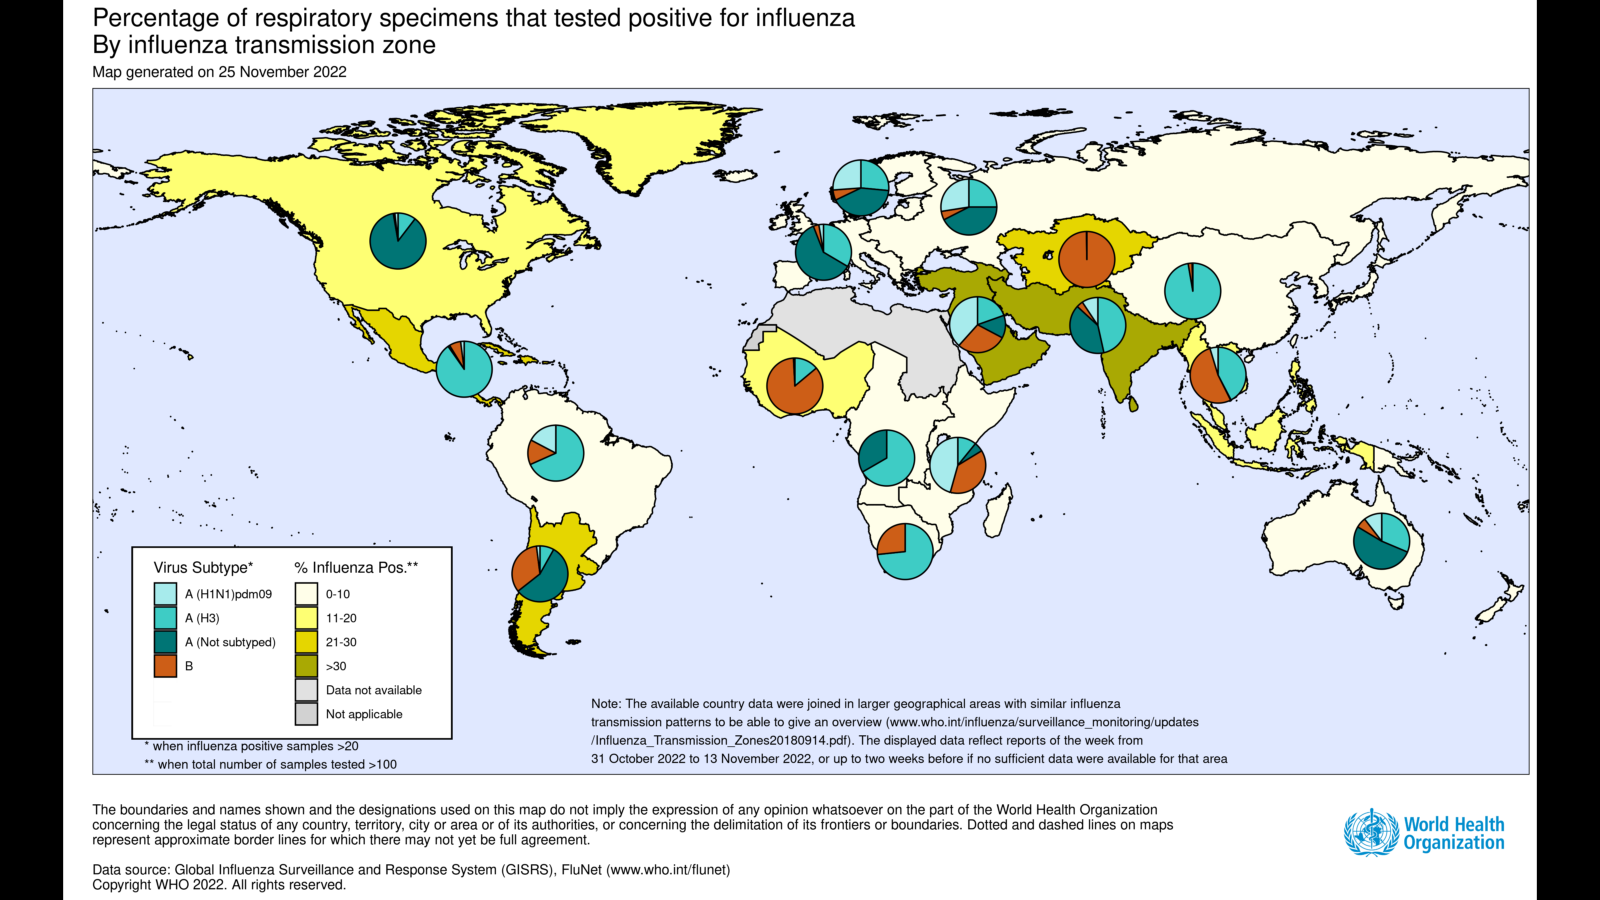 Percentage of respiratory specimens that tested positive for influenza
By influenza transmission zone
Map generated on 25 November 2022
Virus Subtype*
A (H1N1)pdm09
A (H3)
A (Not subtyped)
B
% Influenza Pos.**
0-10
11-20
21-30
>30
Data not available
Not applicable
* when influenza positive samples >20
** when total number of samples tested >100
Note: The available country data were joined in larger geographical areas with similar influenza
transmission patterns to be able to give an overview (www.who.int/influenza/surveillance_monitoring/updates
/Influenza_Transmission_Zones20180914.pdf). The displayed data reflect reports of the week from
31 October 2022 to 13 November 2022, or up to two weeks before if no sufficient data were available for that area
The boundaries and names shown and the designations used on this map do not imply the expression of any opinion whatsoever on the part of the World Health Organization
concerning the legal status of any country, territory, city or area or of its authorities, or concerning the delimitation of its frontiers or boundaries. Dotted and dashed lines on maps
represent approximate border lines for which there may not yet be full agreement.
Data source: Global Influenza Surveillance and Response System (GISRS), FluNet (www.who.int/flunet)
Copyright WHO 2022. All rights reserved.
World Health
Organization